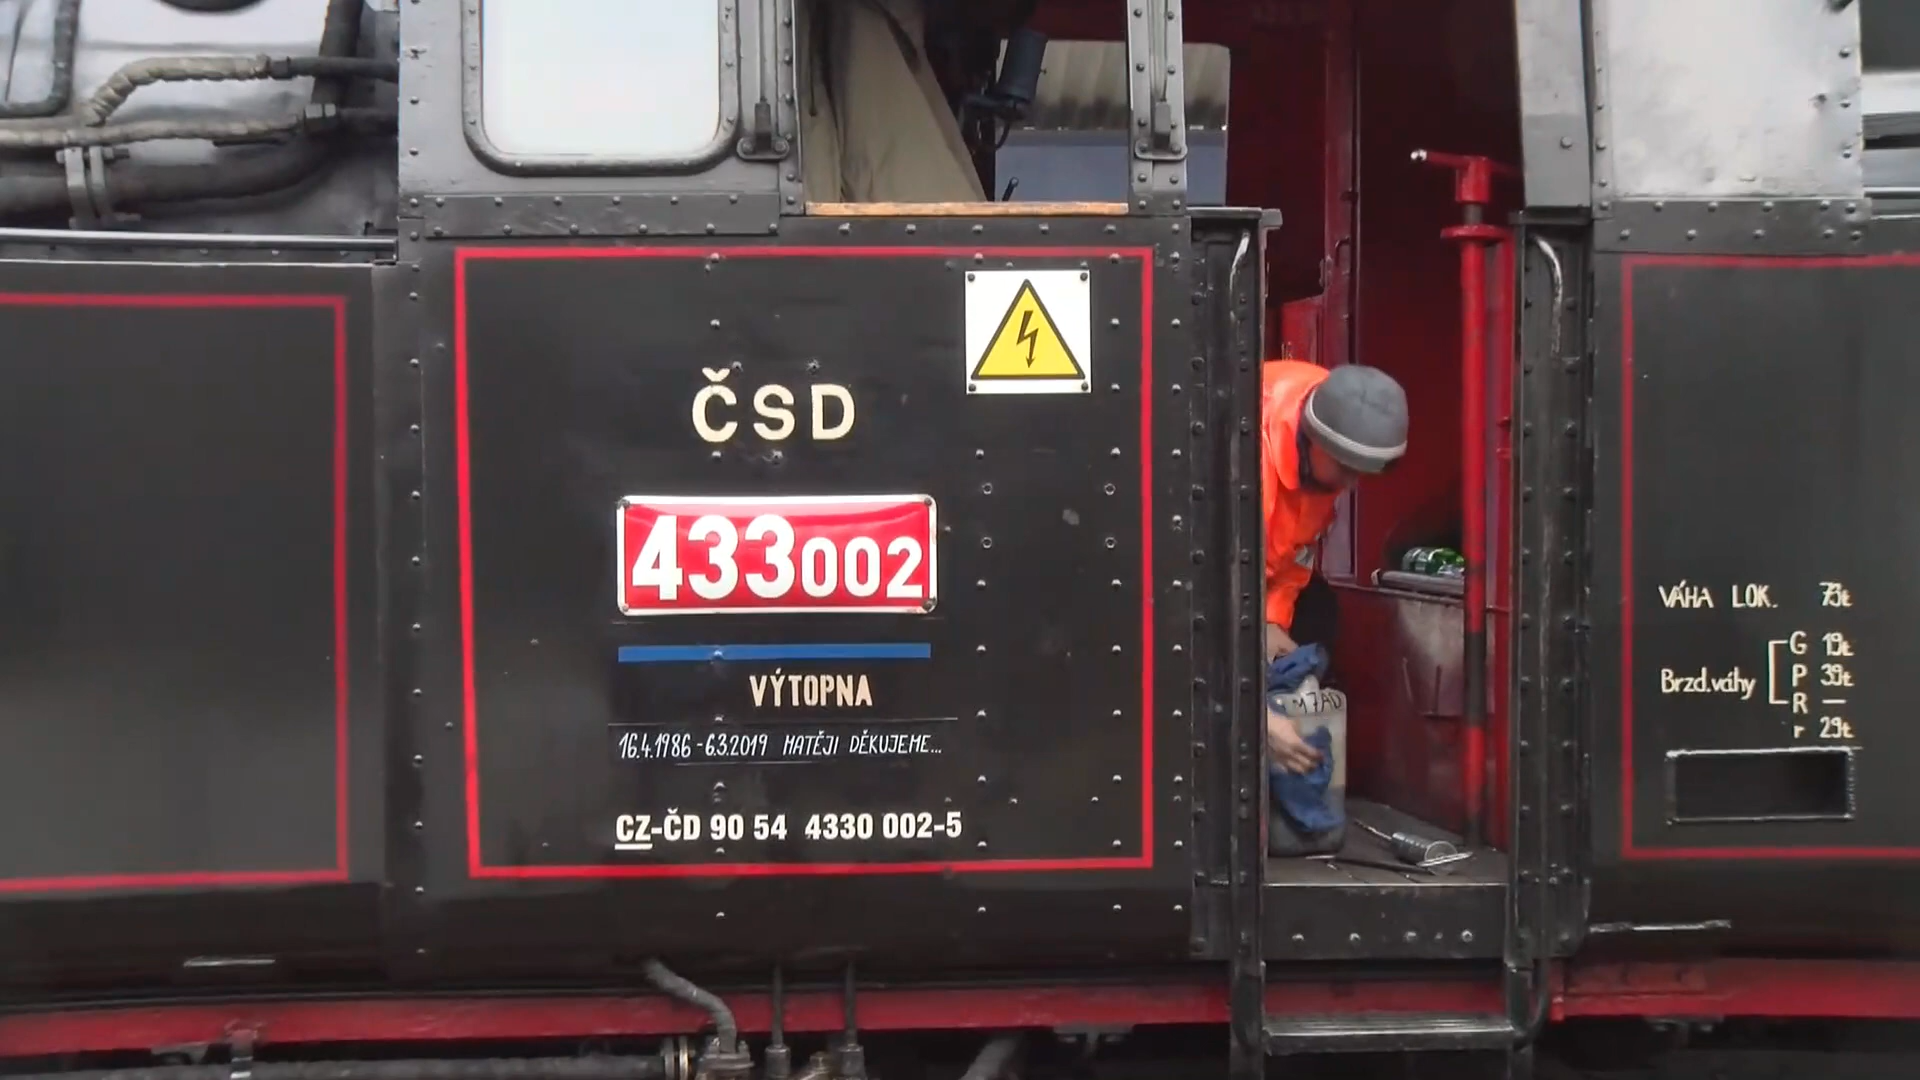 ČSD
433002
VÝTOPNA
16.4.1986 - 6.3.2019 MATĚJI DĚKUJEME...
CZ-ČD 90 54 4330 002-5
M7AD
VÁHA LOK. 73t
Brzd.váhy
G 19t
P 39t
R —
r 29t